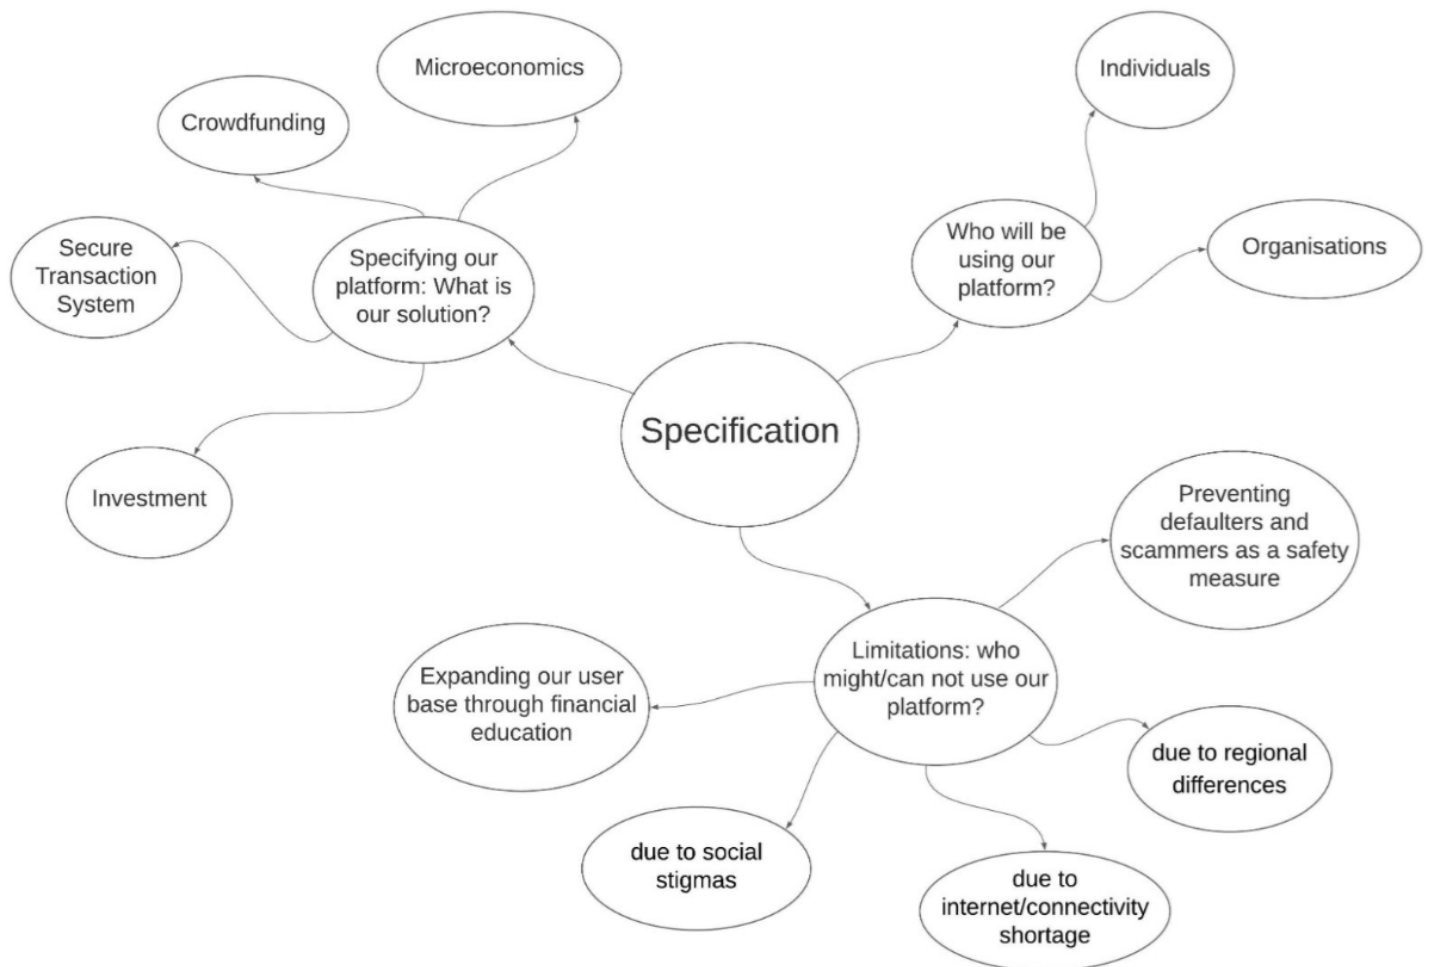 Microeconomics
Crowdfunding
Secure
Transaction
System
Specifying our
platform: What is
our solution?
Investment
Individuals
Who will be
using our
platform?
Organisations
Specification
Preventing
defaulters and
scammers as a safety
measure
Limitations: who
might/can not use our
platform?
Expanding our user
base through financial
education
due to regional
differences
due to social
stigmas
due to
internet/connectivity
shortage